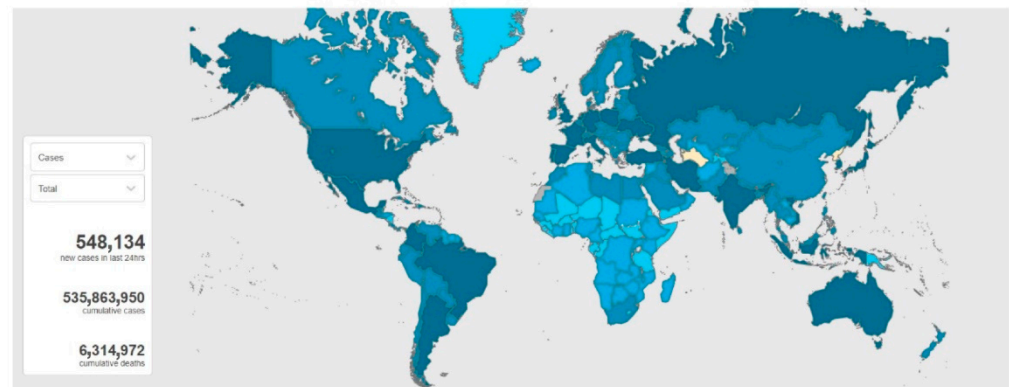 Cases
Total
548,134
new cases in last 24hrs
535,863,950
cumulative cases
6,314,972
cumulative deaths